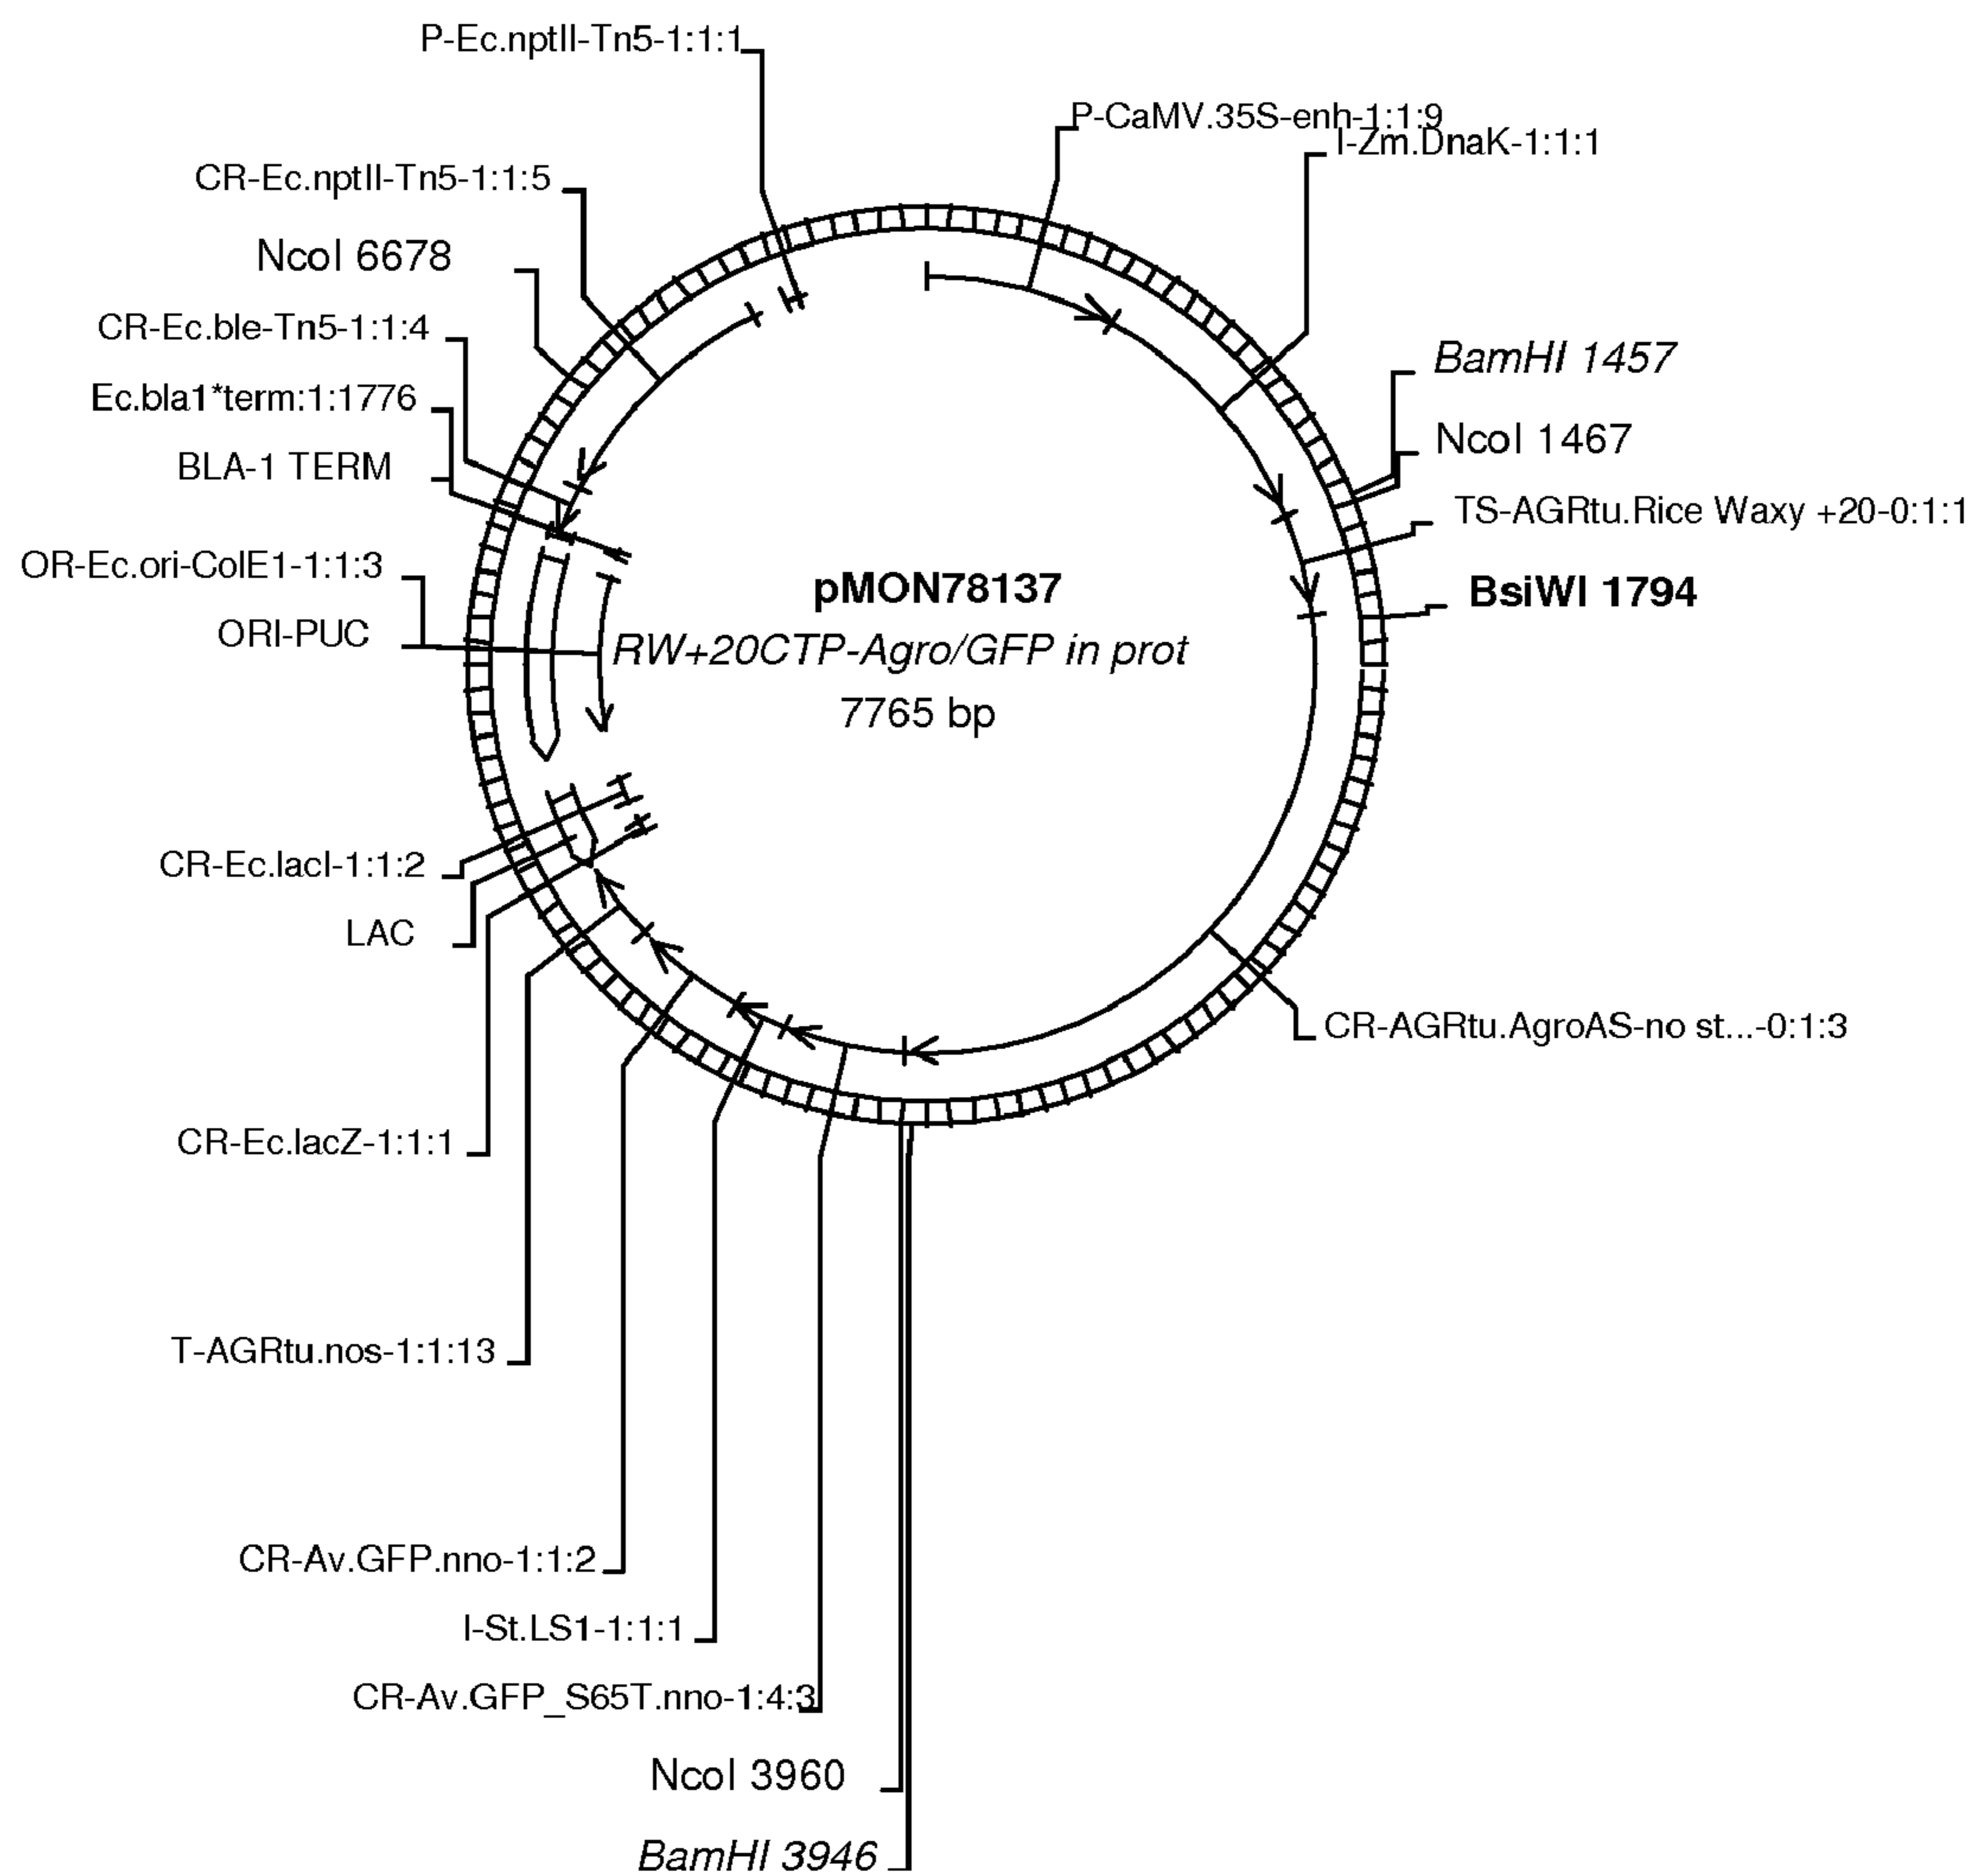 P-Ec.nptII-Tn5-1:1:1
P-CaMV.35S-enh-1:1:9
I-Zm.DnaK-1:1:1
CR-Ec.nptII-Tn5-1:1:5
NcoI 6678
CR-Ec.ble-Tn5-1:1:4
BamHI 1457
Ec.bla1*term:1:1776
NcoI 1467
BLA-1 TERM
TS-AGRtu.Rice Waxy +20-0:1:1
OR-Ec.ori-ColE1-1:1:3
pMON78137
BsiWI 1794
ORI-PUC
RW+20CTP-Agro/GFP in prot
7765 bp
CR-Ec.lacI-1:1:2
LAC
CR-AGRtu.AgroAS-no st...-0:1:3
CR-Ec.lacZ-1:1:1
T-AGRtu.nos-1:1:13
CR-Av.GFP.nno-1:1:2
I-St.LS1-1:1:1
CR-Av.GFP_S65T.nno-1:4:3
NcoI 3960
BamHI 3946